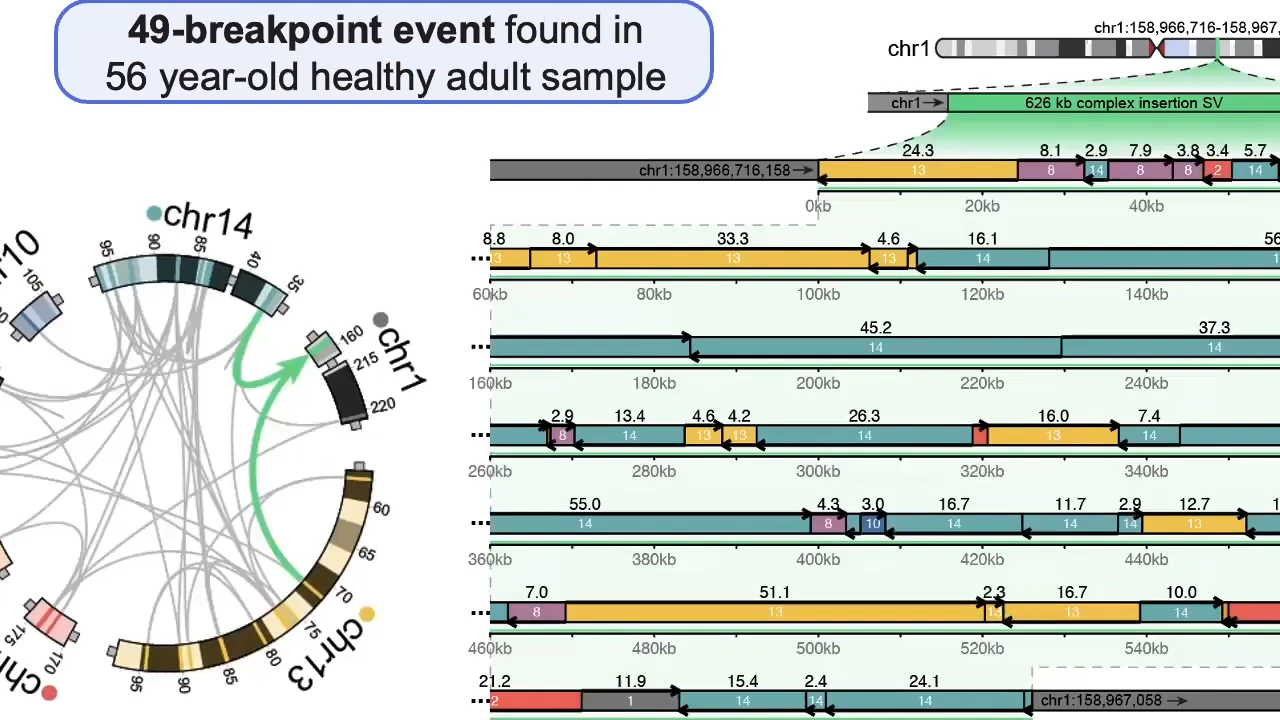 49-breakpoint event found in
56 year-old healthy adult sample
chr1:158,966,716-158,967,
chr1
chr1
626 kb complex insertion SV
24.3 8.1 2.9 7.9 3.8 3.4 5.7
chr1:158,966,716,158 13 8 14 8 8 2 14
0kb 20kb 40kb
8.8 8.0 33.3 4.6 16.1 56
13 13 13 13 14 1
60kb 80kb 100kb 120kb 140kb
45.2 37.3
14 14
160kb 180kb 200kb 220kb 240kb
2.9 13.4 4.6 4.2 26.3 16.0 7.4
8 14 13 13 14 13 14
260kb 280kb 300kb 320kb 340kb
55.0 4.3 3.0 16.7 11.7 2.9 12.7 1
14 8 10 14 14 14 13
360kb 380kb 400kb 420kb 440kb
7.0 51.1 2.3 16.7 10.0
8 13 13 13 14
460kb 480kb 500kb 520kb 540kb
21.2 11.9 15.4 2.4 24.1
2 1 14 14 14 chr1:158,967,058
r10
105
chr14
95 90 85 40 35
chr1
160 215 220
chr13
60 65 70 75 80 85 90 95
chr
175 170